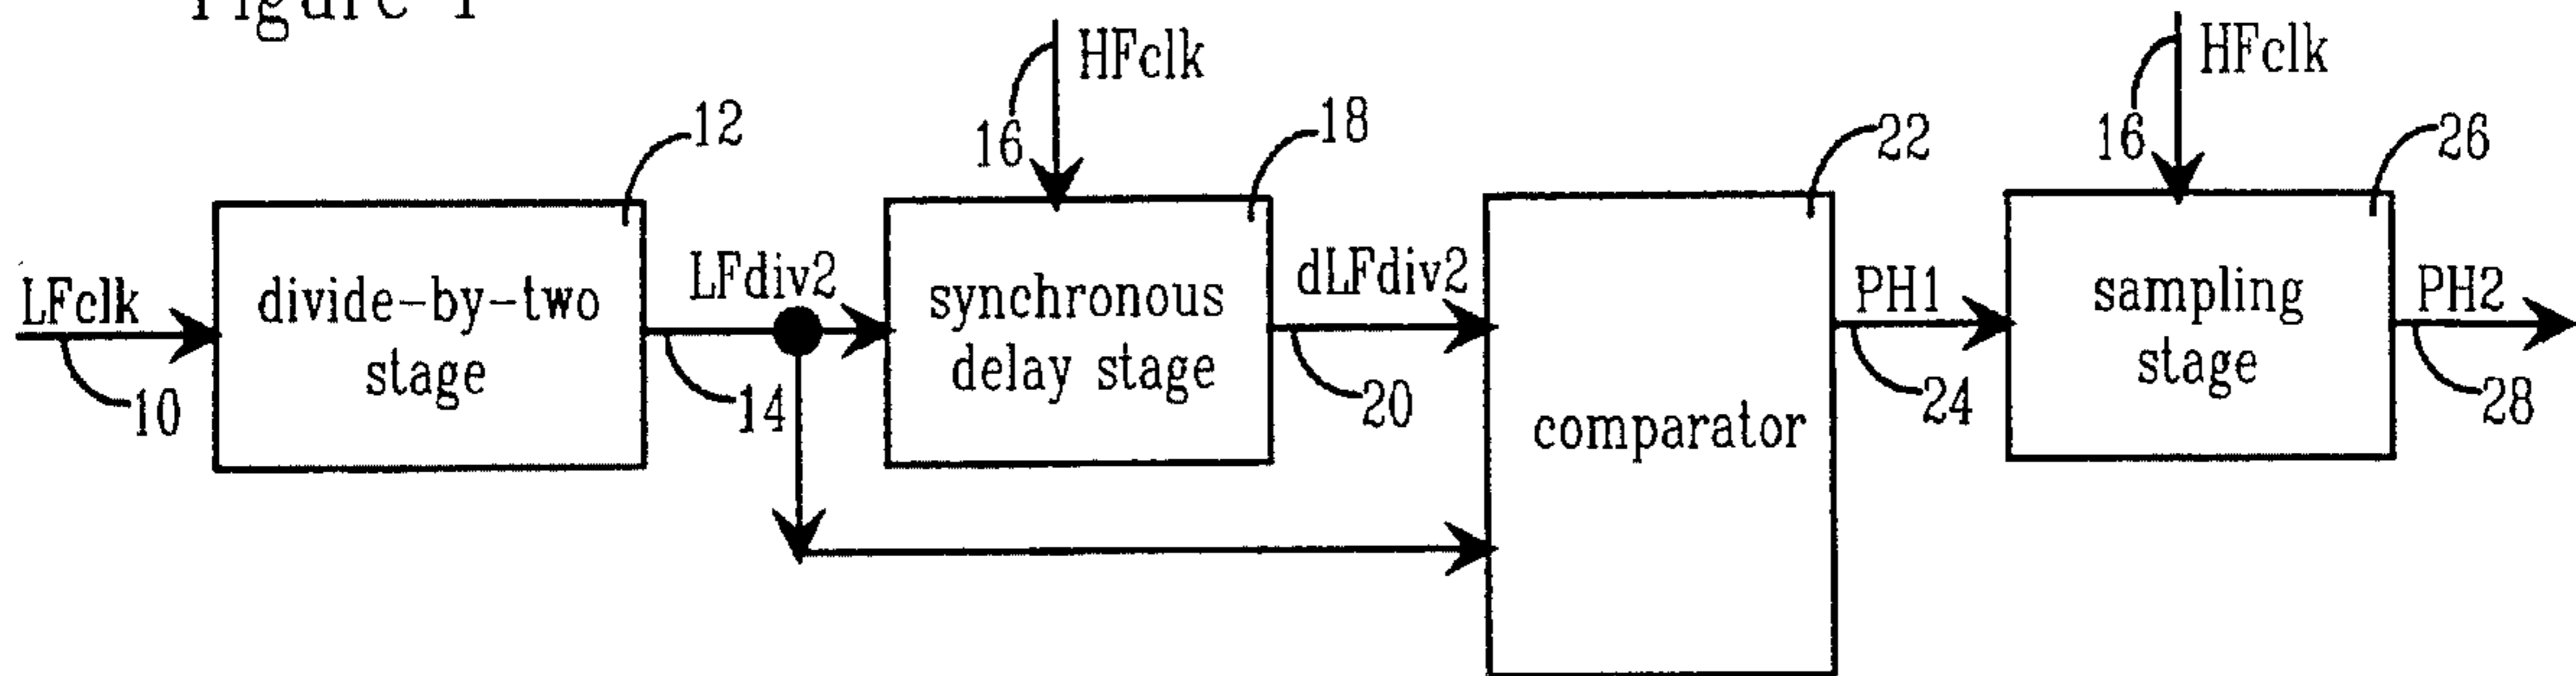 Figure 1
HFclk
16
HFclk
16
12
18
22
26
LFclk
10
divide-by-two
stage
LFdiv2
14
synchronous
delay stage
dLFdiv2
20
comparator
PH1
24
sampling
stage
PH2
28